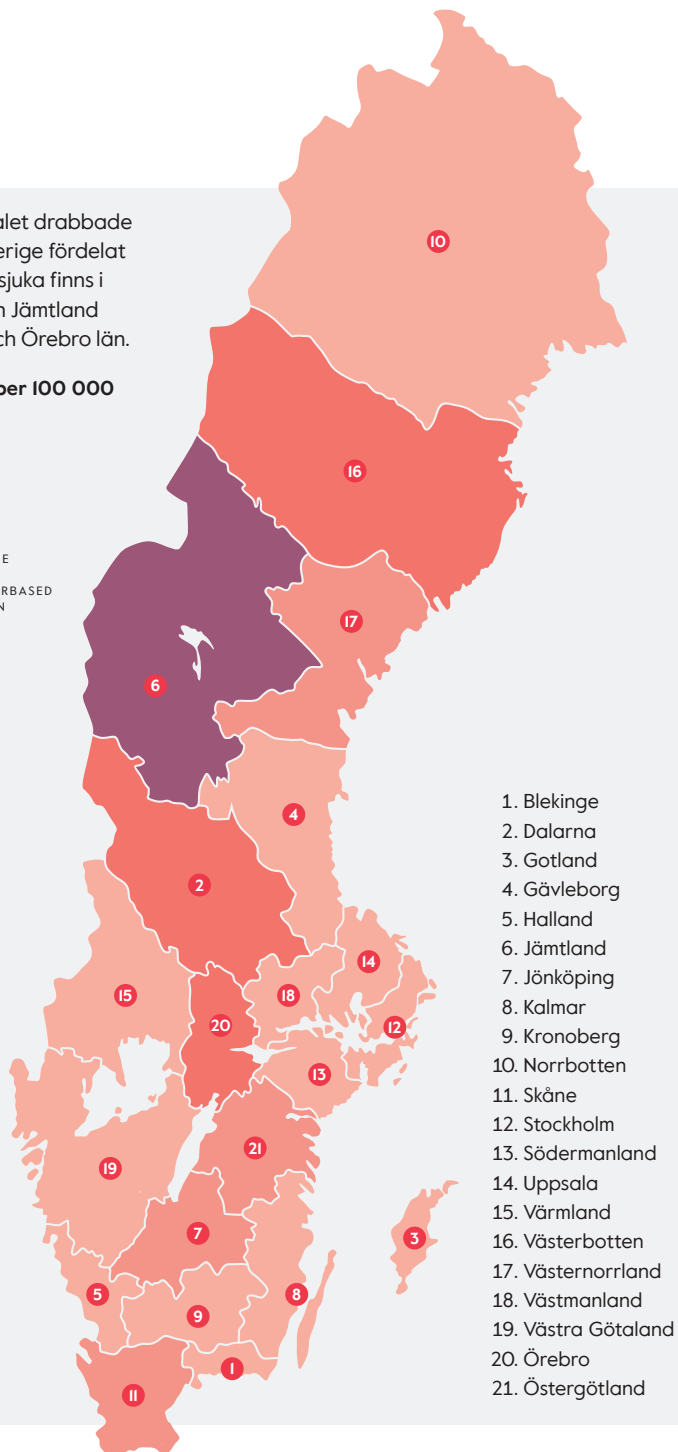 alet drabbade
erige fördelat
sjuka finns i
n Jämtland
ch Örebro län.
per 100 000
E
RBASED
N
10
16
17
6
4
2
14
15
18
20
12
13
21
19
3
7
5
8
9
1
11
1. Blekinge
2. Dalarna
3. Gotland
4. Gävleborg
5. Halland
6. Jämtland
7. Jönköping
8. Kalmar
9. Kronoberg
10. Norrbotten
11. Skåne
12. Stockholm
13. Södermanland
14. Uppsala
15. Värmland
16. Västerbotten
17. Västernorrland
18. Västmanland
19. Västra Götaland
20. Örebro
21. Östergötland